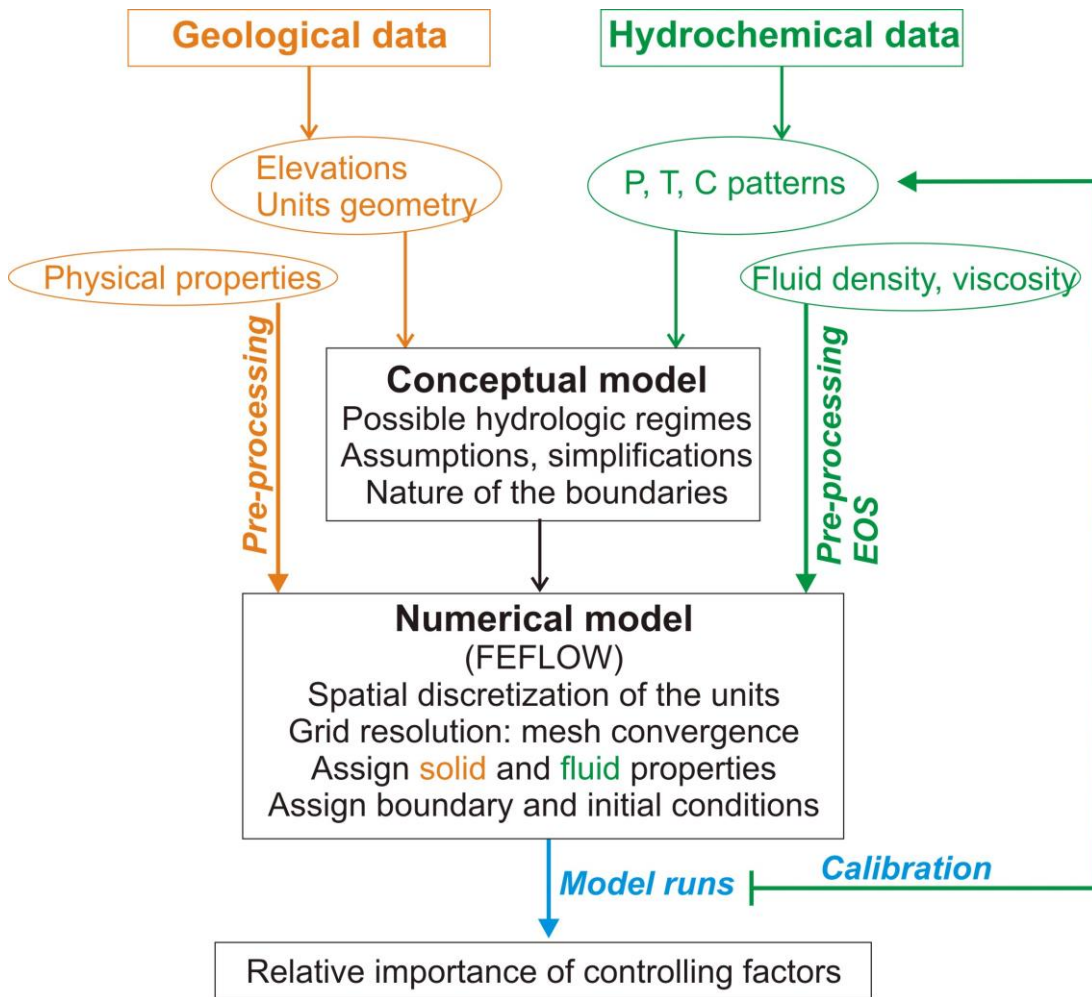 Geological data
Hydrochemical data
Elevations
Units geometry
P, T, C patterns
Physical properties
Fluid density, viscosity
Pre-processing
Conceptual model
Possible hydrologic regimes
Assumptions, simplifications
Nature of the boundaries
Pre-processing
EOS
Numerical model
(FEFLOW)
Spatial discretization of the units
Grid resolution: mesh convergence
Assign solid and fluid properties
Assign boundary and initial conditions
Model runs
Calibration
Relative importance of controlling factors